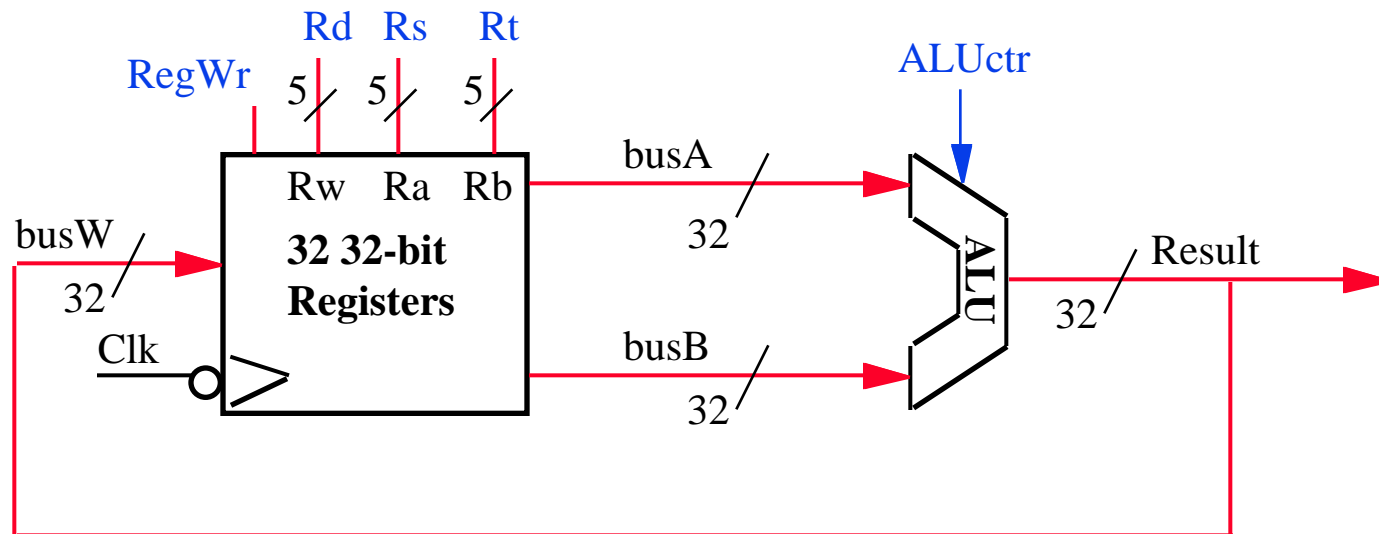 Rd Rs Rt
RegWr
ALUctr
5 5 5
busA
Rw Ra Rb
32
busW
32 32-bit
Registers
ALU
Result
32
32
Clk
busB
32